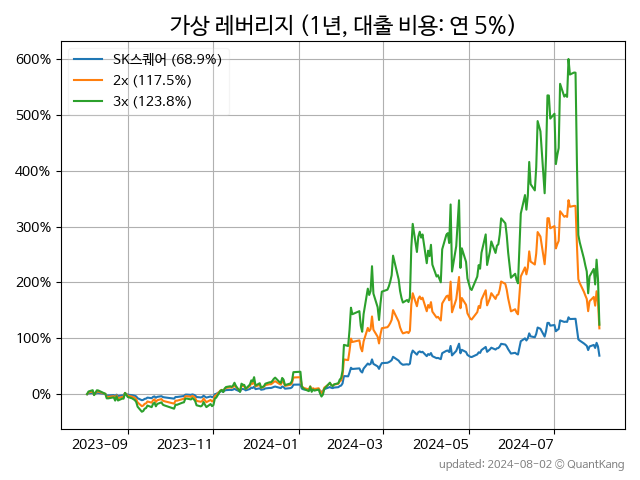 가상 레버리지 (1년, 대출 비용: 연 5%)
600%
500%
400%
300%
200%
100%
0%
SK스퀘어 (68.9%)
2x (117.5%)
3x (123.8%)
2023-09
2023-11
2024-01
2024-03
2024-05
2024-07
updated: 2024-08-02 © QuantKang